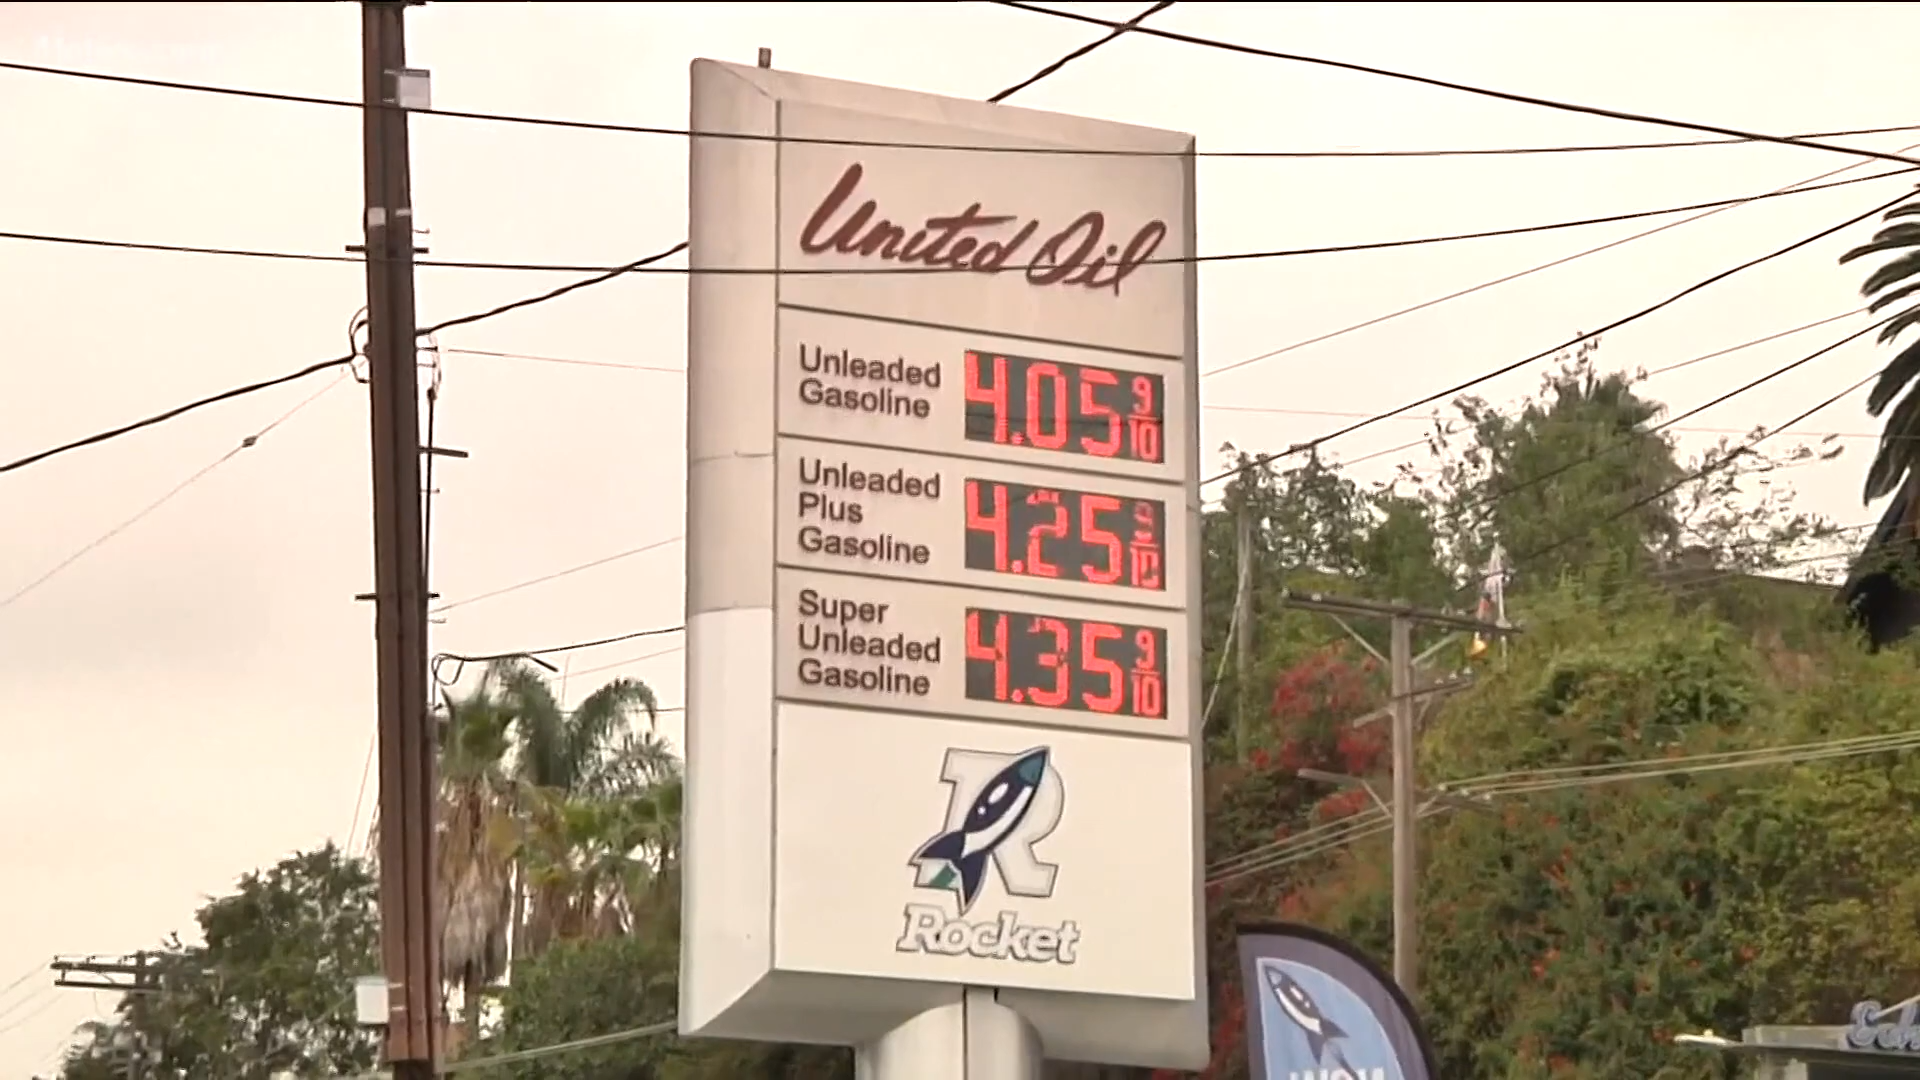 United Oil
Unleaded
Gasoline
4.05 9/10
Unleaded
Plus
Gasoline
4.25 9/10
Super
Unleaded
Gasoline
4.35 9/10
R
Rocket